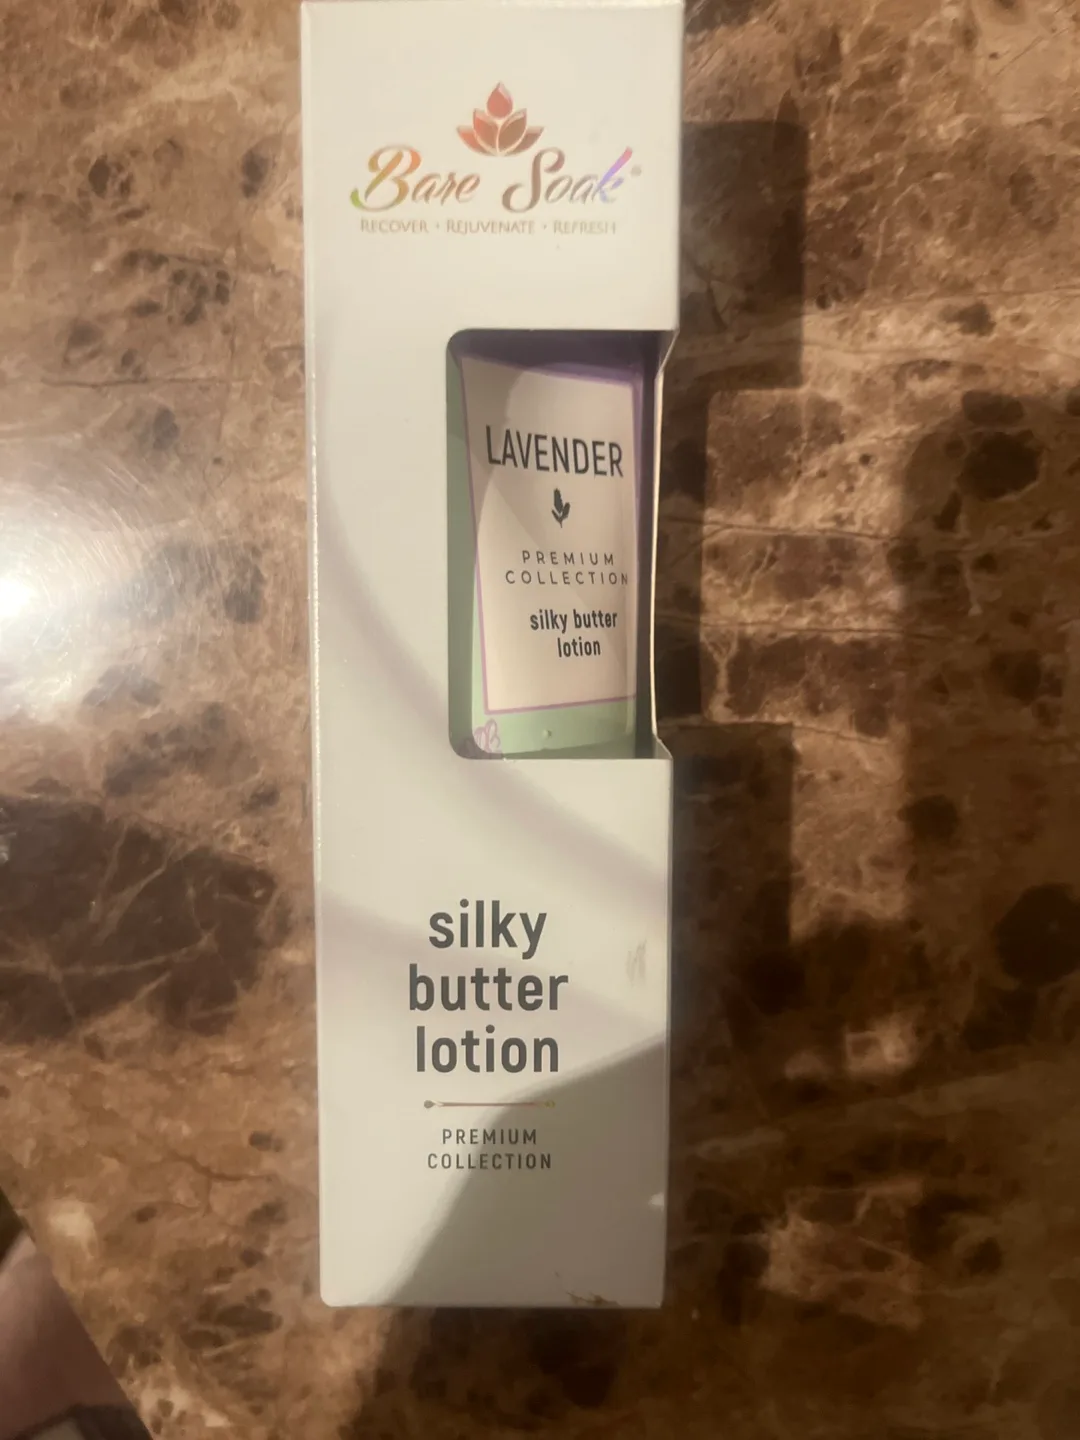 Bare Soak®
RECOVER • REJUVENATE • REFRESH
LAVENDER
PREMIUM
COLLECTION
silky butter
lotion
silky
butter
lotion
PREMIUM
COLLECTION